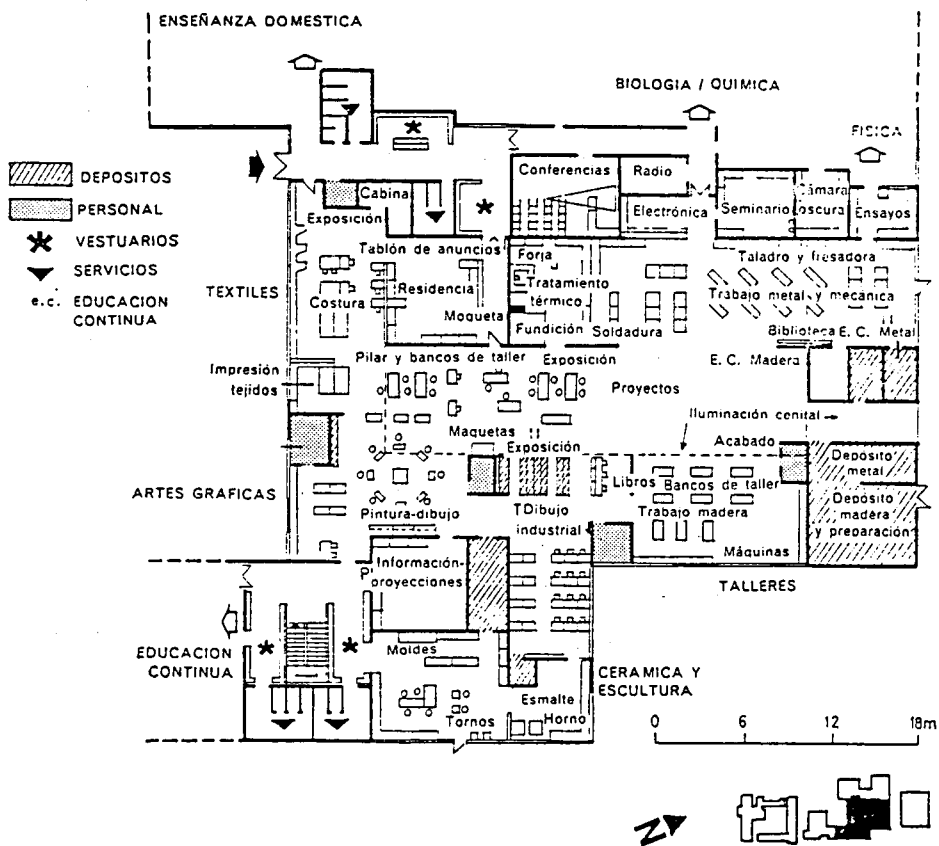 ENSEÑANZA DOMESTICA
BIOLOGIA / QUIMICA
FISICA
DEPOSITOS
PERSONAL
VESTUARIOS
SERVICIOS
e.c. EDUCACION
CONTINUA
Cabina
Exposición
Conferencias
Radio
Electrónica
Seminario
Cámara
oscura
Ensayos
Tablón de anuncios
TEXTILES
Costura
Residencia
Moqueta
Forja
Tratamiento
térmico
Fundición
Soldadura
Taladro y fresadora
Trabajo metal y mecánica
Biblioteca
E. C. Metal
E. C. Madera
Impresión
tejidos
Pilar y bancos de taller
Exposición
Proyectos
Iluminación cenital
Maquetas
Exposición
Acabado
Depósito
metal
Libros
Bancos de taller
Depósito
madera
y preparación
ARTES GRAFICAS
Pintura-dibujo
TDibujo
industrial
Trabajo madera
Máquinas
Información-
proyecciones
P
TALLERES
EDUCACION
CONTINUA
Moldes
CERAMICA Y
ESCULTURA
Esmalte
Tornos
Horno
0 6 12 18m
N